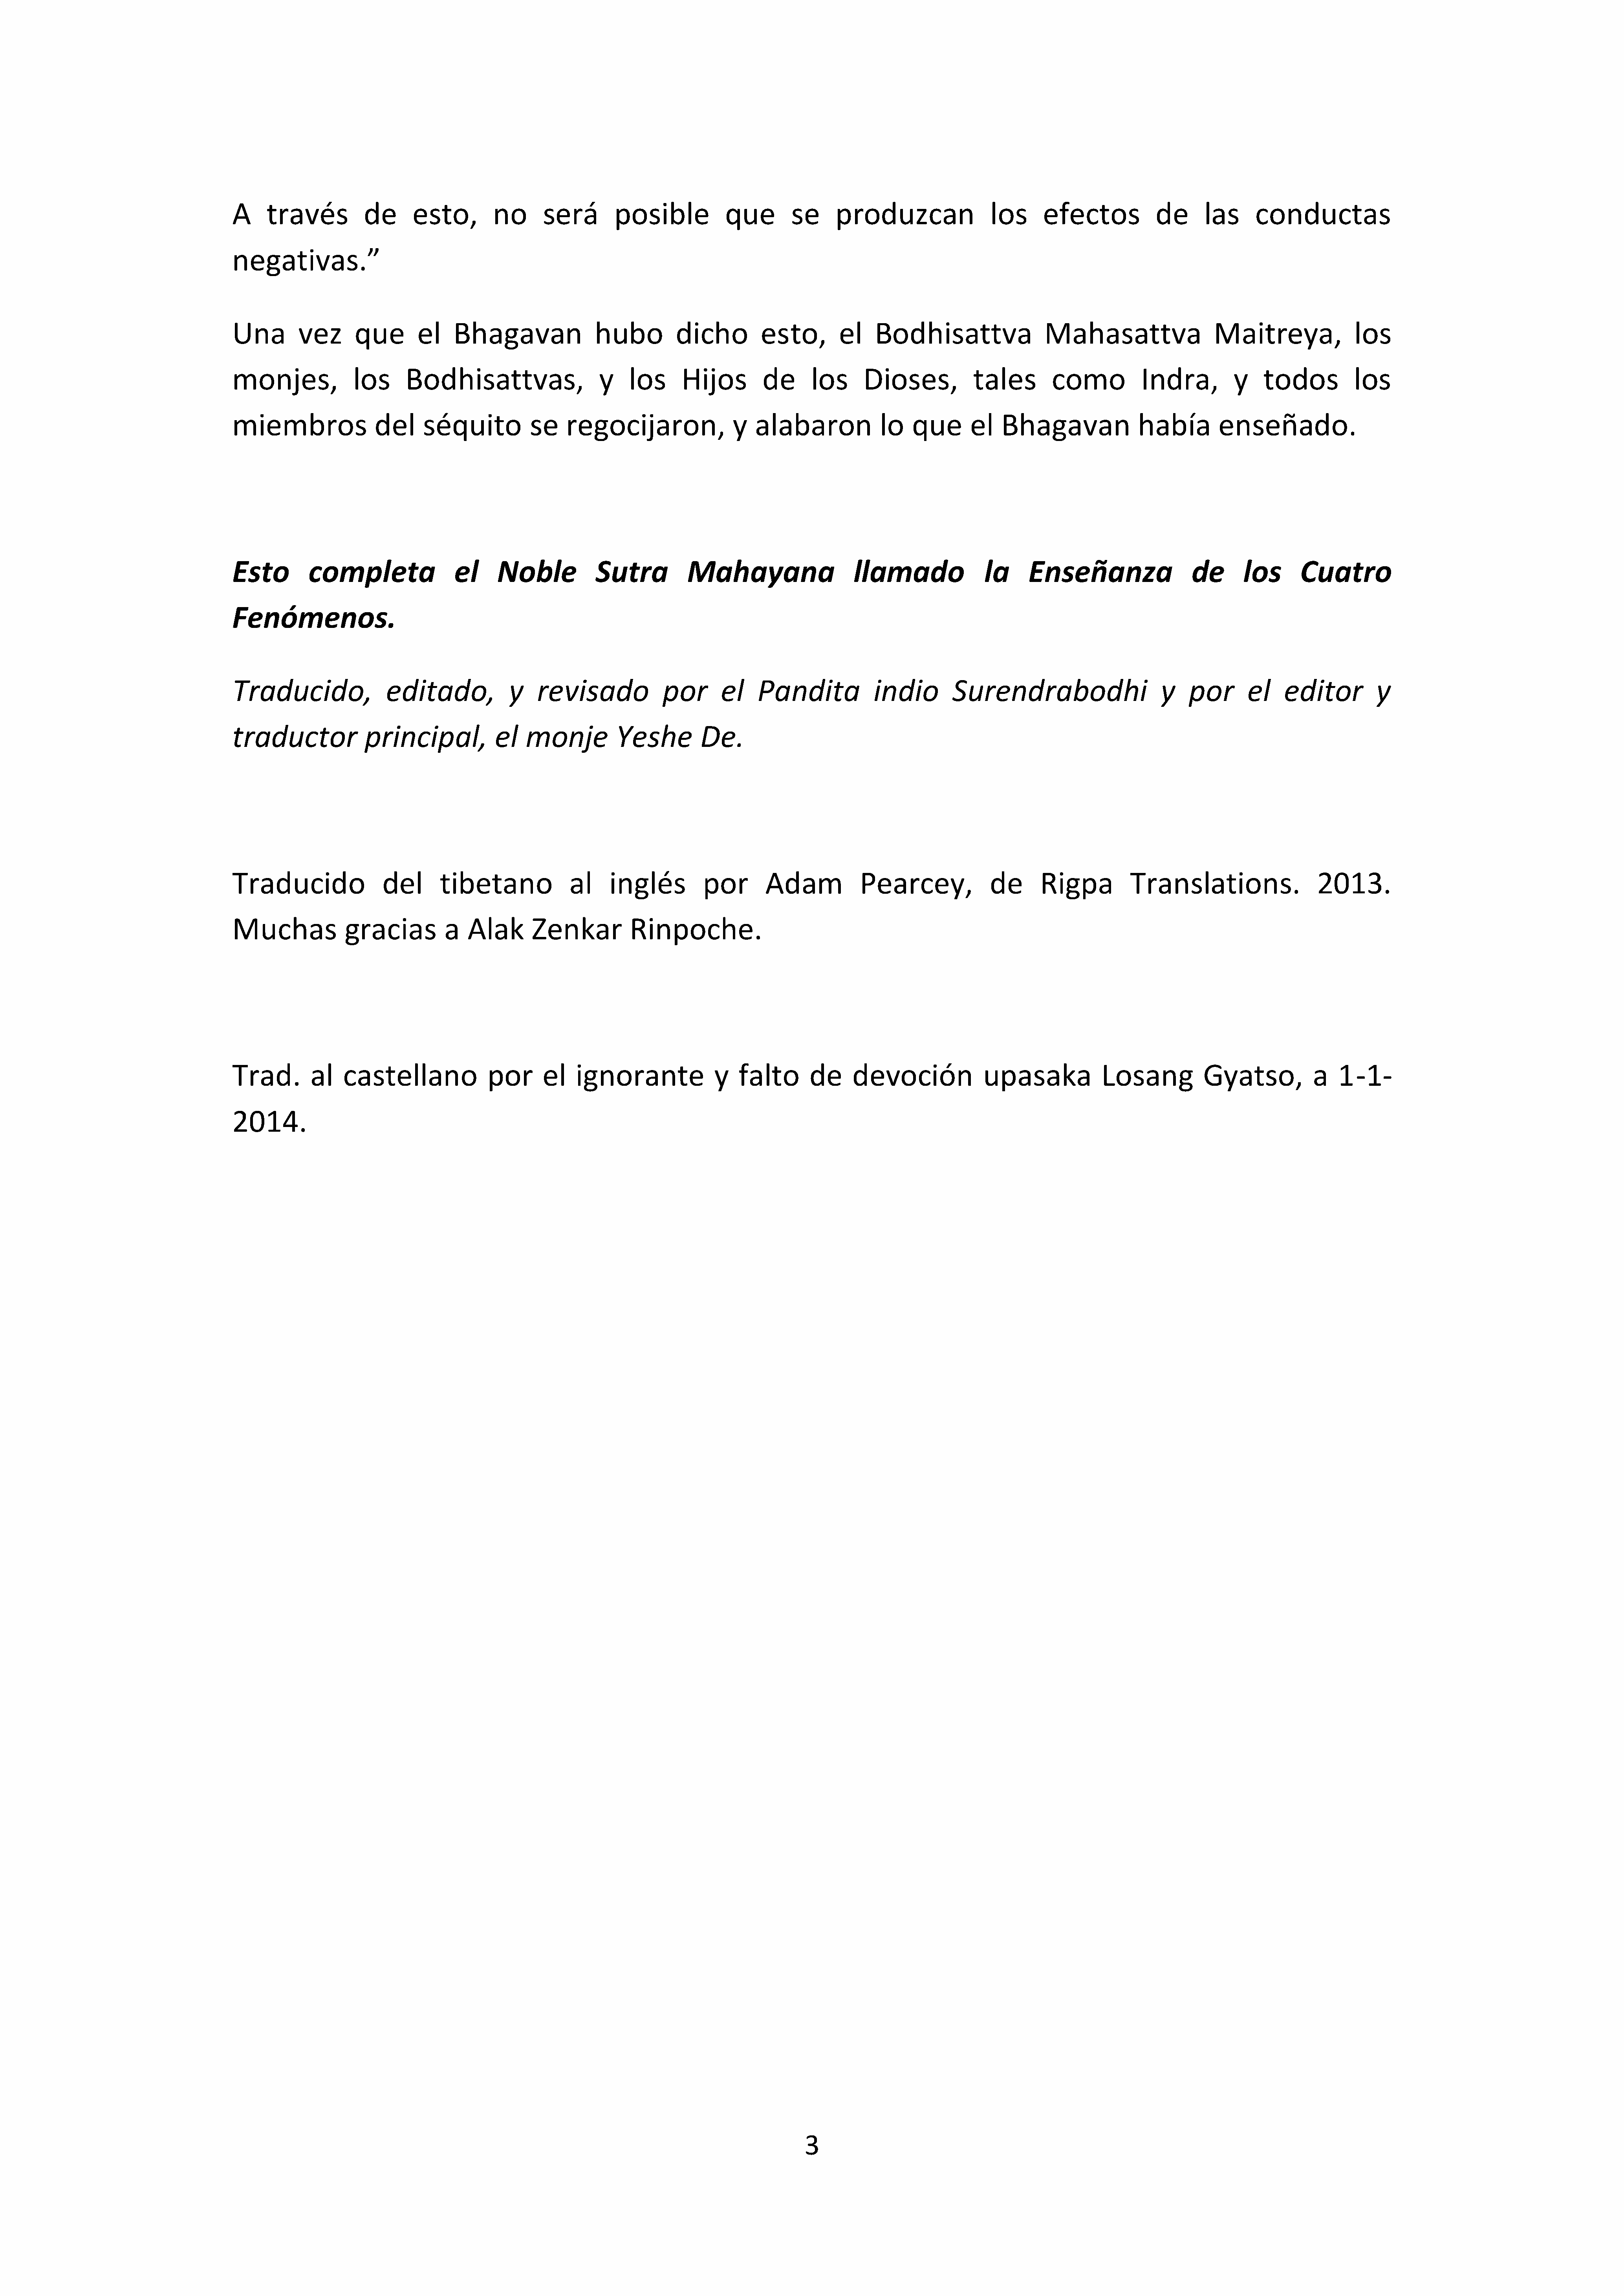 A través de esto, no será posible que se produzcan los efectos de las conductas
negativas.”
Una vez que el Bhagavan hubo dicho esto, el Bodhisattva Mahasattva Maitreya, los
monjes, los Bodhisattvas, y los Hijos de los Dioses, tales como Indra, y todos los
miembros del séquito se regocijaron, y alabaron lo que el Bhagavan había enseñado.
Esto completa el Noble Sutra Mahayana llamado la Enseñanza de los Cuatro
Fenómenos.
Traducido, editado, y revisado por el Pandita indio Surendrabodhi y por el editor y
traductor principal, el monje Yeshe De.
Traducido del tibetano al inglés por Adam Pearcey, de Rigpa Translations. 2013.
Muchas gracias a Alak Zenkar Rinpoche.
Trad. al castellano por el ignorante y falto de devoción upasaka Losang Gyatso, a 1-1-
2014.
3